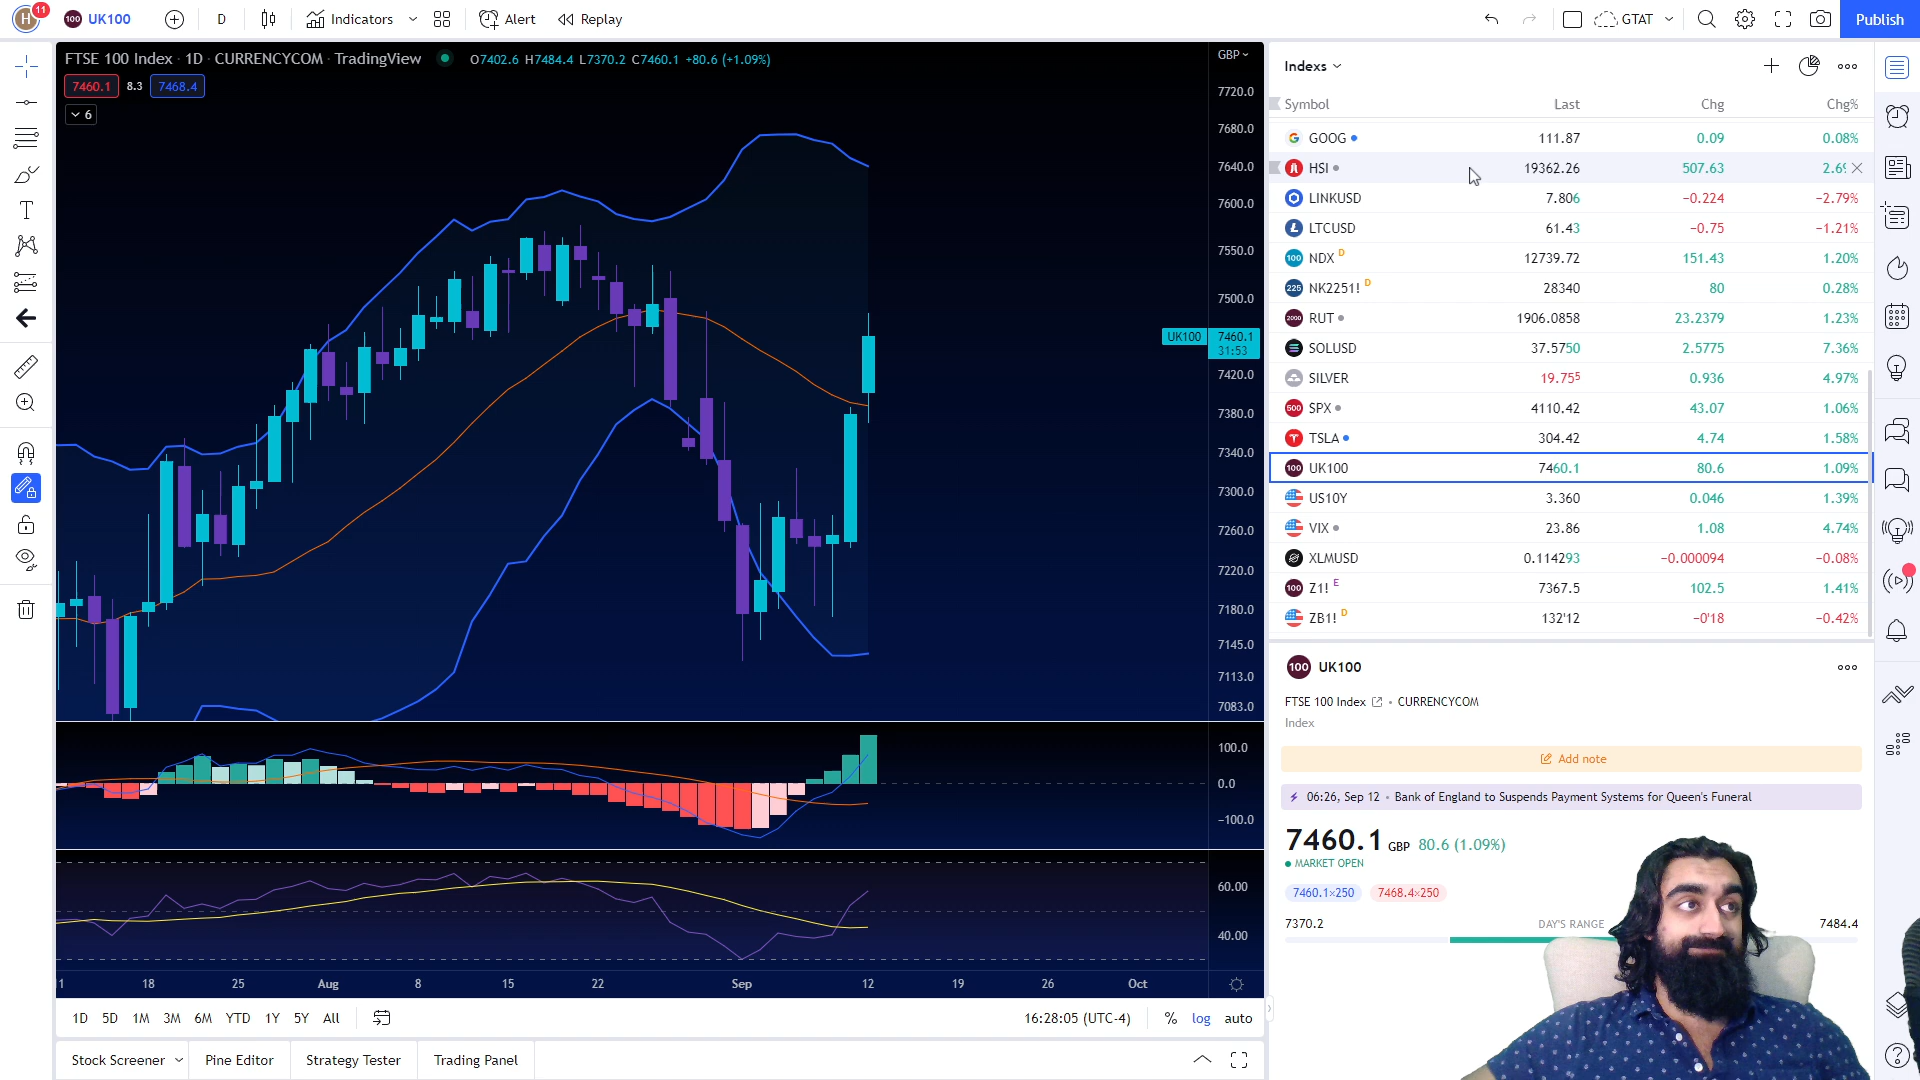 H 11 100 UK100 D Indicators Alert Replay GTAT Publish
FTSE 100 Index · 1D · CURRENCYCOM · TradingView O7402.6 H7484.4 L7370.2 C7460.1 +80.6 (+1.09%)
7460.1 8.3 7468.4
6
GBP
7720.0
7680.0
7640.0
7600.0
7550.0
7500.0
UK100 7460.1
31:53
7420.0
7380.0
7340.0
7300.0
7260.0
7220.0
7180.0
7145.0
7113.0
7083.0
100.0
0.0
−100.0
60.00
40.00
11 18 25 Aug 8 15 22 Sep 12 19 26 Oct
1D 5D 1M 3M 6M YTD 1Y 5Y All 16:28:05 (UTC-4) % log auto
Stock Screener Pine Editor Strategy Tester Trading Panel
Indexs
Symbol Last Chg Chg%
GOOG 111.87 0.09 0.08%
HSI 19362.26 507.63 2.69
LINKUSD 7.806 −0.224 −2.79%
LTCUSD 61.43 −0.75 −1.21%
100 NDX D 12739.72 151.43 1.20%
225 NK2251! D 28340 80 0.28%
2000 RUT 1906.0858 23.2379 1.23%
SOLUSD 37.5750 2.5775 7.36%
SILVER 19.755 0.936 4.97%
500 SPX 4110.42 43.07 1.06%
TSLA 304.42 4.74 1.58%
100 UK100 7460.1 80.6 1.09%
US10Y 3.360 0.046 1.39%
VIX 23.86 1.08 4.74%
XLMUSD 0.114293 −0.000094 −0.08%
100 Z1! E 7367.5 102.5 1.41%
ZB1! D 132'12 −0'18 −0.42%
100 UK100
FTSE 100 Index • CURRENCYCOM
Index
Add note
06:26, Sep 12 • Bank of England to Suspends Payment Systems for Queen's Funeral
7460.1 GBP 80.6 (1.09%)
MARKET OPEN
7460.1×250 7468.4×250
7370.2 DAY'S RANGE 7484.4